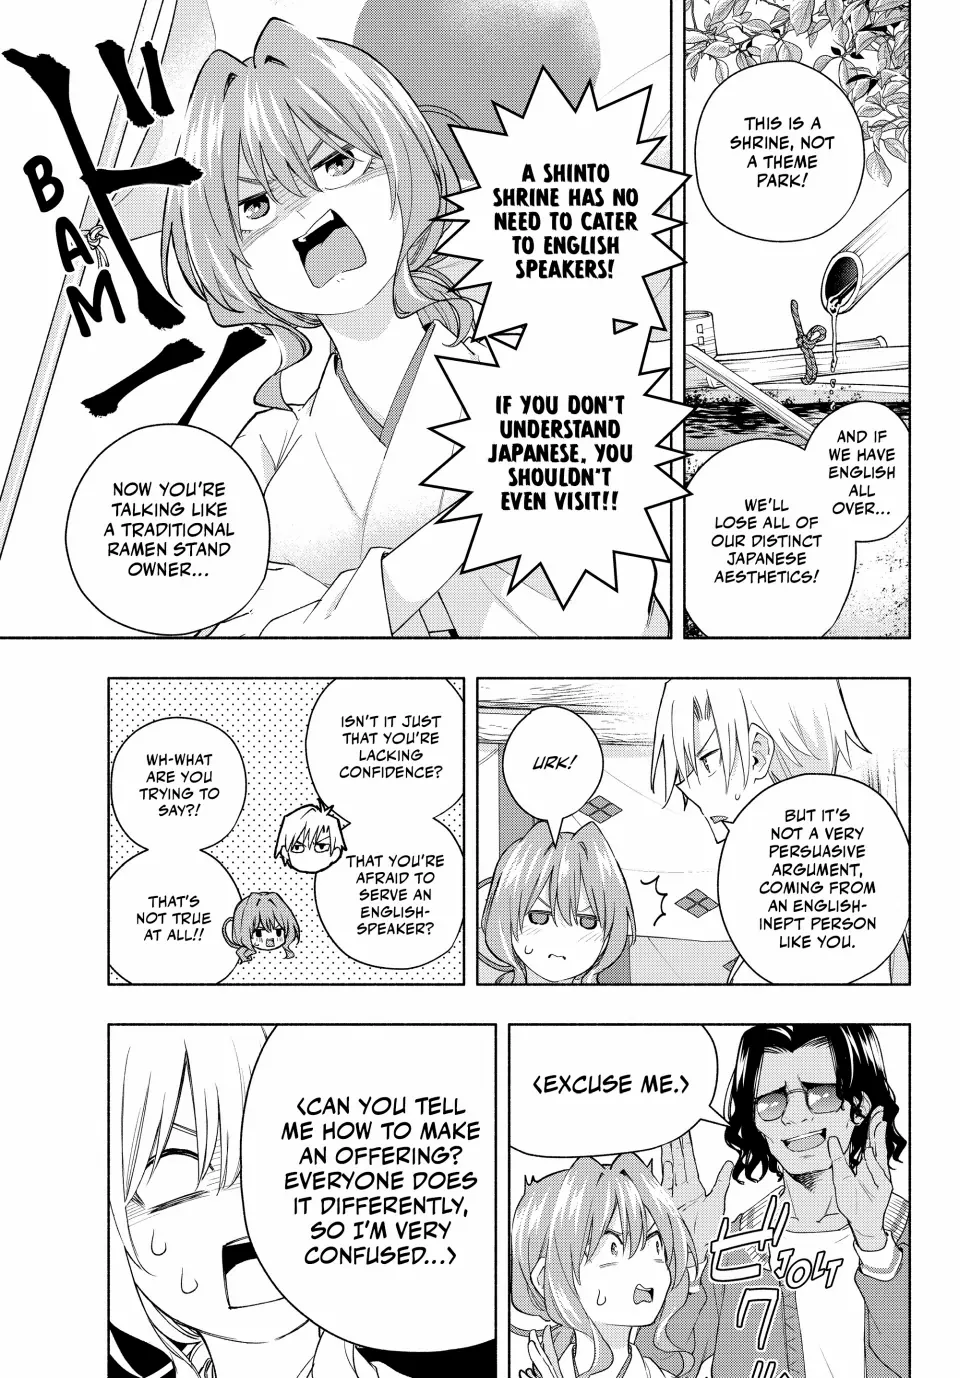 THIS IS A
SHRINE, NOT
A THEME
PARK!
AND IF
WE HAVE
ENGLISH
ALL
OVER...
WE'LL
LOSE ALL OF
OUR DISTINCT
JAPANESE
AESTHETICS!
A SHINTO
SHRINE HAS NO
NEED TO CATER
TO ENGLISH
SPEAKERS!
IF YOU DON'T
UNDERSTAND
JAPANESE, YOU
SHOULDN'T
EVEN VISIT!!
ドーン
BAM
NOW YOU'RE
TALKING LIKE
A TRADITIONAL
RAMEN STAND
OWNER...
BUT IT'S
NOT A VERY
PERSUASIVE
ARGUMENT,
COMING FROM
AN ENGLISH-
INEPT PERSON
LIKE YOU.
URK!
ISN'T IT JUST
THAT YOU'RE
LACKING
CONFIDENCE?
THAT YOU'RE
AFRAID TO
SERVE AN
ENGLISH-
SPEAKER?
WH-WHAT
ARE YOU
TRYING TO
SAY?!
THAT'S
NOT TRUE
AT ALL!!
<EXCUSE ME.>
ビク
JOLT
<CAN YOU TELL
ME HOW TO MAKE
AN OFFERING?
EVERYONE DOES
IT DIFFERENTLY,
SO I'M VERY
CONFUSED...>